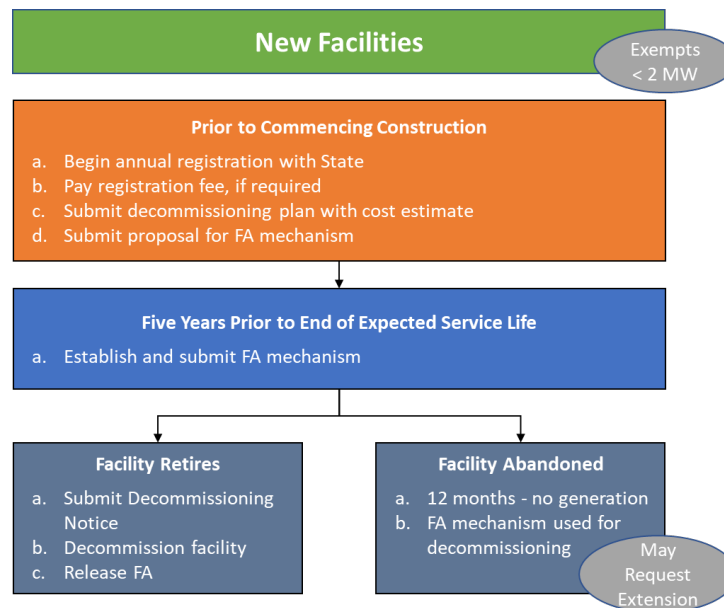 New Facilities
Exempts
< 2 MW
Prior to Commencing Construction
a. Begin annual registration with State
b. Pay registration fee, if required
c. Submit decommissioning plan with cost estimate
d. Submit proposal for FA mechanism
Five Years Prior to End of Expected Service Life
a. Establish and submit FA mechanism
Facility Retires
a. Submit Decommissioning
Notice
b. Decommission facility
c. Release FA
Facility Abandoned
a. 12 months - no generation
b. FA mechanism used for
decommissioning
May
Request
Extension